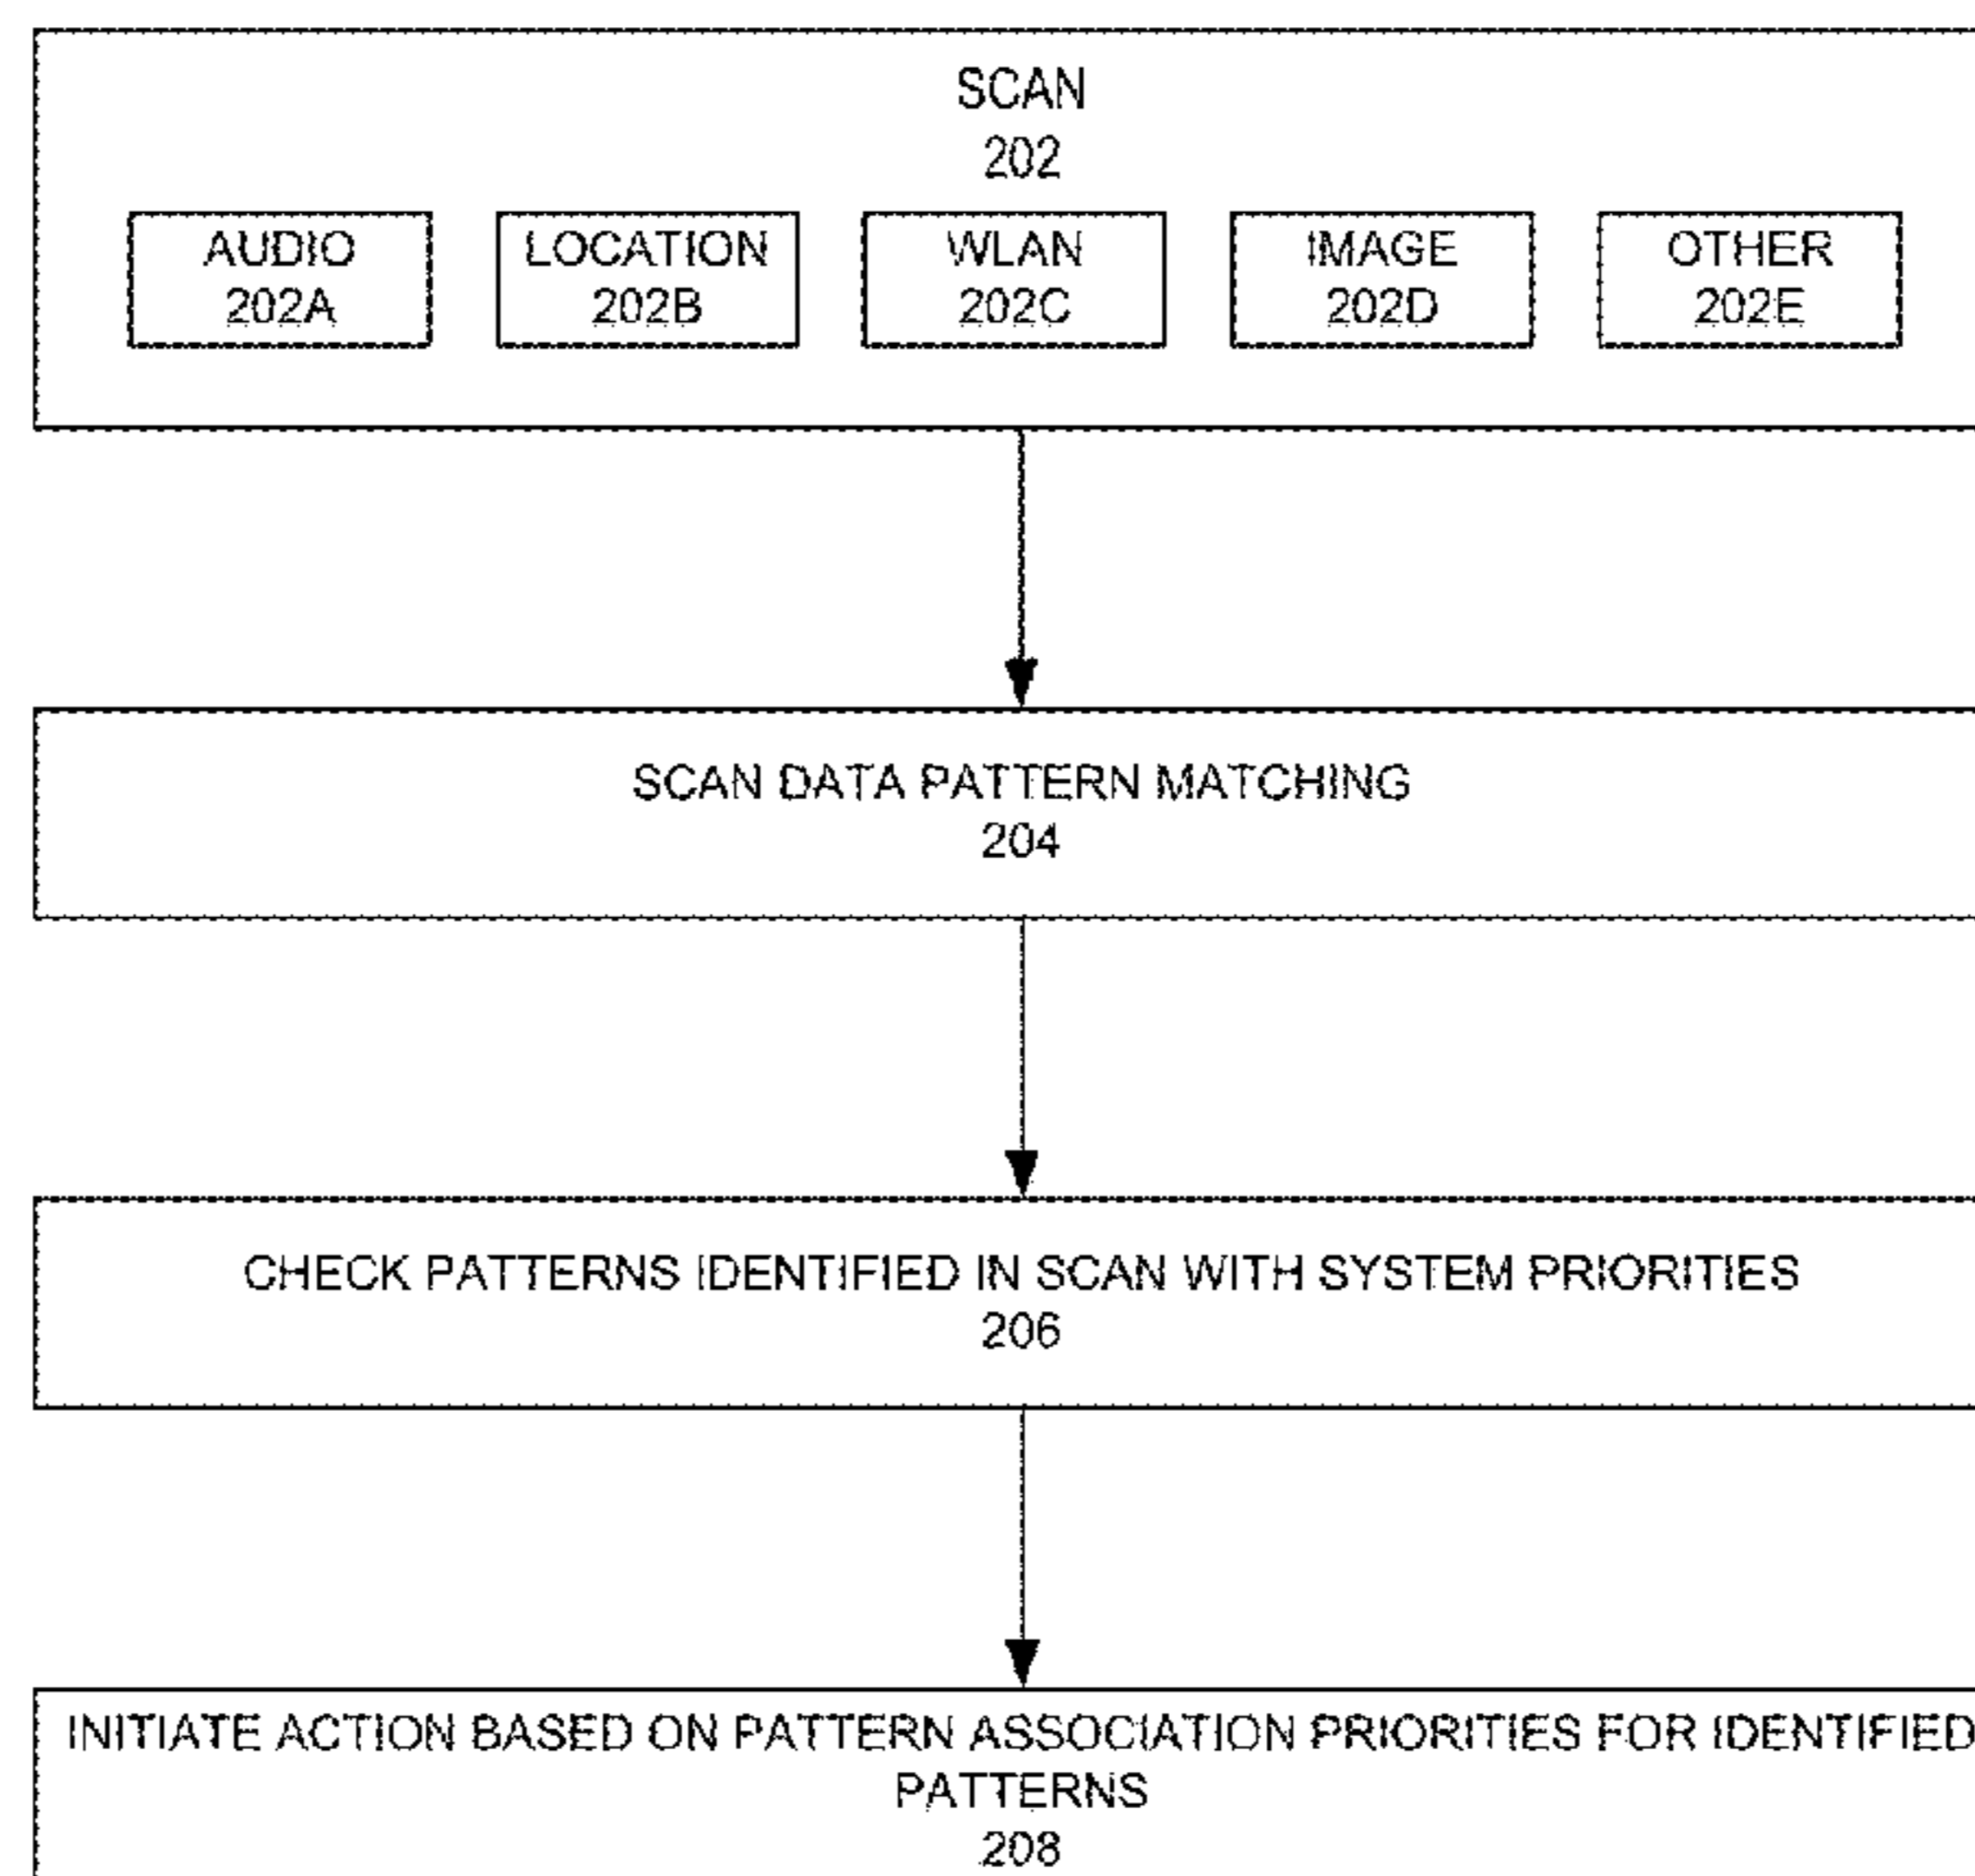 SCAN
202
AUDIO
202A
LOCATION
202B
WLAN
202C
IMAGE
202D
OTHER
202E
SCAN DATA PATTERN MATCHING
204
CHECK PATTERNS IDENTIFIED IN SCAN WITH SYSTEM PRIORITIES
206
INITIATE ACTION BASED ON PATTERN ASSOCIATION PRIORITIES FOR IDENTIFIED
PATTERNS
208